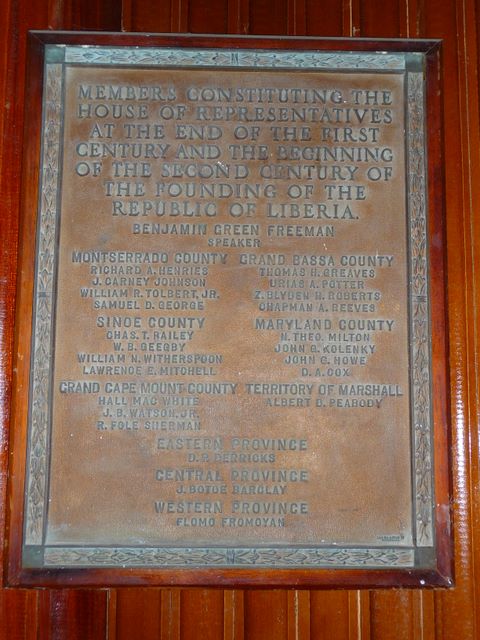 MEMBERS CONSTITUTING THE
HOUSE OF REPRESENTATIVES
AT THE END OF THE FIRST
CENTURY AND THE BEGINNING
OF THE SECOND CENTURY OF
THE FOUNDING OF THE
REPUBLIC OF LIBERIA.
BENJAMIN GREEN FREEMAN
SPEAKER
MONTSERRADO COUNTY
RICHARD A. HENRIES
J. CARNEY JOHNSON
WILLIAM R. TOLBERT, JR.
SAMUEL D. GEORGE
GRAND BASSA COUNTY
THOMAS H. GREAVES
URIAS A. POTTER
Z. BLYDEN H. ROBERTS
CHAPMAN A. REEVES
SINOE COUNTY
CHAS. T. BAILEY
W. B. GEEGBY
WILLIAM N. WITHERSPOON
LAWRENCE E. MITCHELL
MARYLAND COUNTY
N. THEO. MILTON
JOHN G. KOLENKY
JOHN C. HOWE
D. A. COX
GRAND CAPE MOUNT COUNTY
HALL MAC WHITE
J. B. WATSON, JR.
R. FOLE SHERMAN
TERRITORY OF MARSHALL
ALBERT D. PEABODY
EASTERN PROVINCE
D. R. DERRICKS
CENTRAL PROVINCE
J. BOTOE BARCLAY
WESTERN PROVINCE
FLOMO FROMOYAN